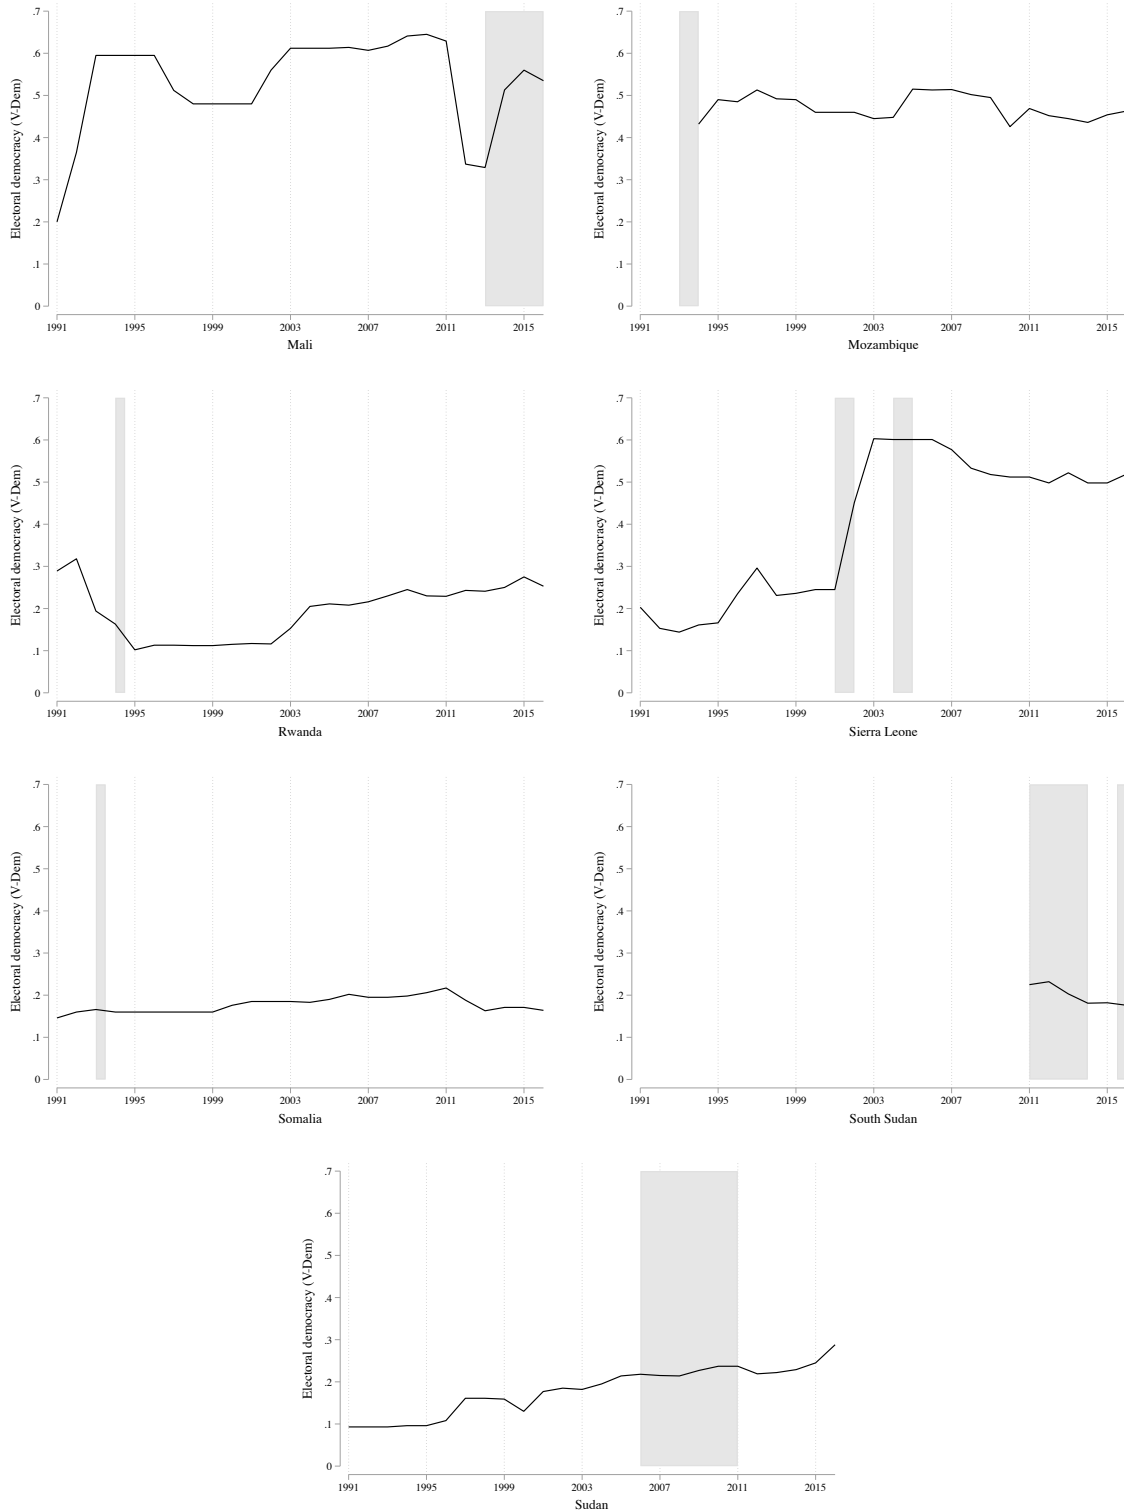 Electoral democracy (V-Dem)
.7
.6
.5
.4
.3
.2
.1
0
1991 1995 1999 2003 2007 2011 2015
Mali
Electoral democracy (V-Dem)
.7
.6
.5
.4
.3
.2
.1
0
1991 1995 1999 2003 2007 2011 2015
Mozambique
Electoral democracy (V-Dem)
.7
.6
.5
.4
.3
.2
.1
0
1991 1995 1999 2003 2007 2011 2015
Rwanda
Electoral democracy (V-Dem)
.7
.6
.5
.4
.3
.2
.1
0
1991 1995 1999 2003 2007 2011 2015
Sierra Leone
Electoral democracy (V-Dem)
.7
.6
.5
.4
.3
.2
.1
0
1991 1995 1999 2003 2007 2011 2015
Somalia
Electoral democracy (V-Dem)
.7
.6
.5
.4
.3
.2
.1
0
1991 1995 1999 2003 2007 2011 2015
South Sudan
Electoral democracy (V-Dem)
.7
.6
.5
.4
.3
.2
.1
0
1991 1995 1999 2003 2007 2011 2015
Sudan